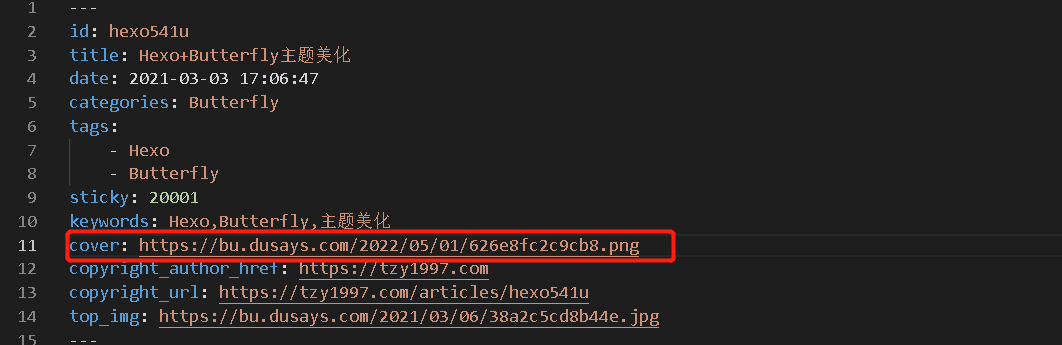 1 ---
2 id: hexo541u
3 title: Hexo+Butterfly主题美化
4 date: 2021-03-03 17:06:47
5 categories: Butterfly
6 tags:
7 - Hexo
8 - Butterfly
9 sticky: 20001
10 keywords: Hexo,Butterfly,主题美化
11 cover: https://bu.dusays.com/2022/05/01/626e8fc2c9cb8.png
12 copyright_author_href: https://tzy1997.com
13 copyright_url: https://tzy1997.com/articles/hexo541u
14 top_img: https://bu.dusays.com/2021/03/06/38a2c5cd8b44e.jpg
15 ---